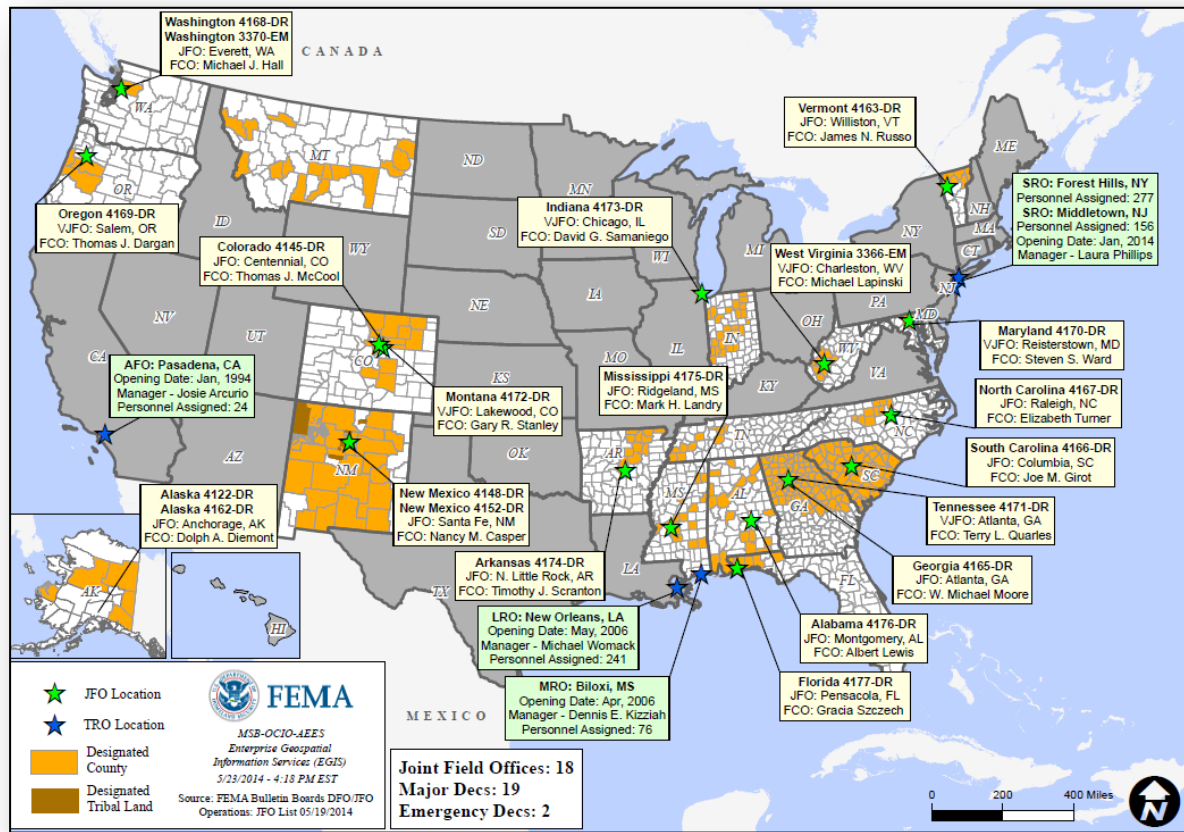 Washington 4168-DR
Washington 3370-EM
JFO: Everett, WA
FCO: Michael J. Hall
CANADA
Vermont 4163-DR
JFO: Williston, VT
FCO: James N. Russo
SRO: Forest Hills, NY
Personnel Assigned: 277
SRO: Middletown, NJ
Personnel Assigned: 156
Opening Date: Jan, 2014
Manager - Laura Phillips
Oregon 4169-DR
VJFO: Salem, OR
FCO: Thomas J. Dargan
Colorado 4145-DR
JFO: Centennial, CO
FCO: Thomas J. McCool
Indiana 4173-DR
VJFO: Chicago, IL
FCO: David G. Samaniego
West Virginia 3366-EM
VJFO: Charleston, WV
FCO: Michael Lapinski
Maryland 4170-DR
VJFO: Reisterstown, MD
FCO: Steven S. Ward
AFO: Pasadena, CA
Opening Date: Jan, 1994
Manager - Josie Arcurio
Personnel Assigned: 24
Montana 4172-DR
VJFO: Lakewood, CO
FCO: Gary R. Stanley
Mississippi 4175-DR
JFO: Ridgeland, MS
FCO: Mark H. Landry
North Carolina 4167-DR
JFO: Raleigh, NC
FCO: Elizabeth Turner
South Carolina 4166-DR
JFO: Columbia, SC
FCO: Joe M. Girot
Alaska 4122-DR
Alaska 4162-DR
JFO: Anchorage, AK
FCO: Dolph A. Diemont
New Mexico 4148-DR
New Mexico 4152-DR
JFO: Santa Fe, NM
FCO: Nancy M. Casper
Tennessee 4171-DR
VJFO: Atlanta, GA
FCO: Terry L. Quarles
Arkansas 4174-DR
JFO: N. Little Rock, AR
FCO: Timothy J. Scranton
Georgia 4165-DR
JFO: Atlanta, GA
FCO: W. Michael Moore
LRO: New Orleans, LA
Opening Date: May, 2006
Manager - Michael Womack
Personnel Assigned: 241
Alabama 4176-DR
JFO: Montgomery, AL
FCO: Albert Lewis
MRO: Biloxi, MS
Opening Date: Apr, 2006
Manager - Dennis E. Kizziah
Personnel Assigned: 76
Florida 4177-DR
JFO: Pensacola, FL
FCO: Gracia Szczech
WA
OR
MT
ID
ND
SD
MN
WI
MI
ME
NH
MA
CT
NY
NJ
PA
MD
OH
WV
VA
WY
NE
IA
IL
IN
NV
UT
CO
KS
MO
KY
CA
AZ
NM
OK
AR
TN
NC
SC
GA
AL
MS
LA
TX
FL
AK
HI
MEXICO
JFO Location
TRO Location
Designated
County
Designated
Tribal Land
FEMA
MSB-OCIO-AEES
Enterprise Geospatial
Information Services (EGIS)
5/23/2014 - 4:18 PM EST
Source: FEMA Bulletin Boards DFO/JFO
Operations: JFO List 05/19/2014
Joint Field Offices: 18
Major Decs: 19
Emergency Decs: 2
0 200 400 Miles
N